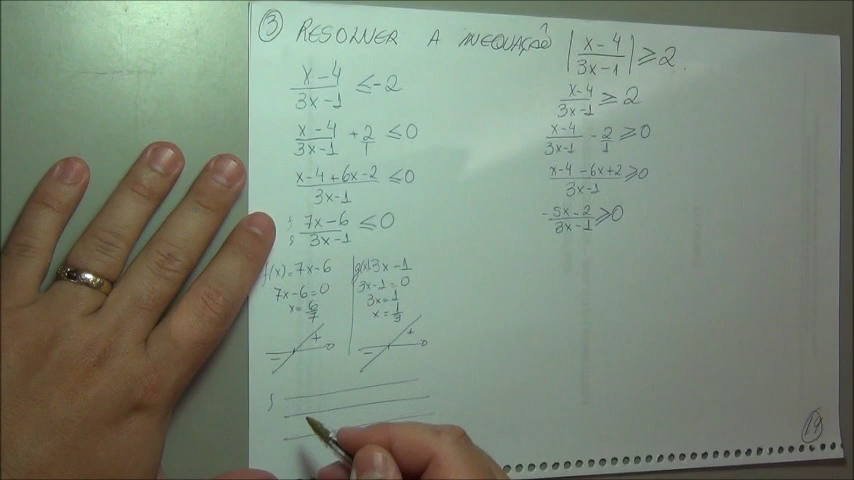 ③ RESOLVER A INEQUAÇÃO |x-4/3x-1| ≥ 2.
x-4/3x-1 ≤ -2
x-4/3x-1 + 2/1 ≤ 0
x-4+6x-2/3x-1 ≤ 0
f 7x-6/3x-1 ≤ 0
f(x)=7x-6
7x-6=0
x=6/7
- +
g(x)=3x-1
3x-1=0
3x=1
x=1/3
- +
f
x-4/3x-1 ≥ 2
x-4/3x-1 - 2/1 ≥ 0
x-4-6x+2/3x-1 ≥ 0
-5x-2/3x-1 ≥ 0
19